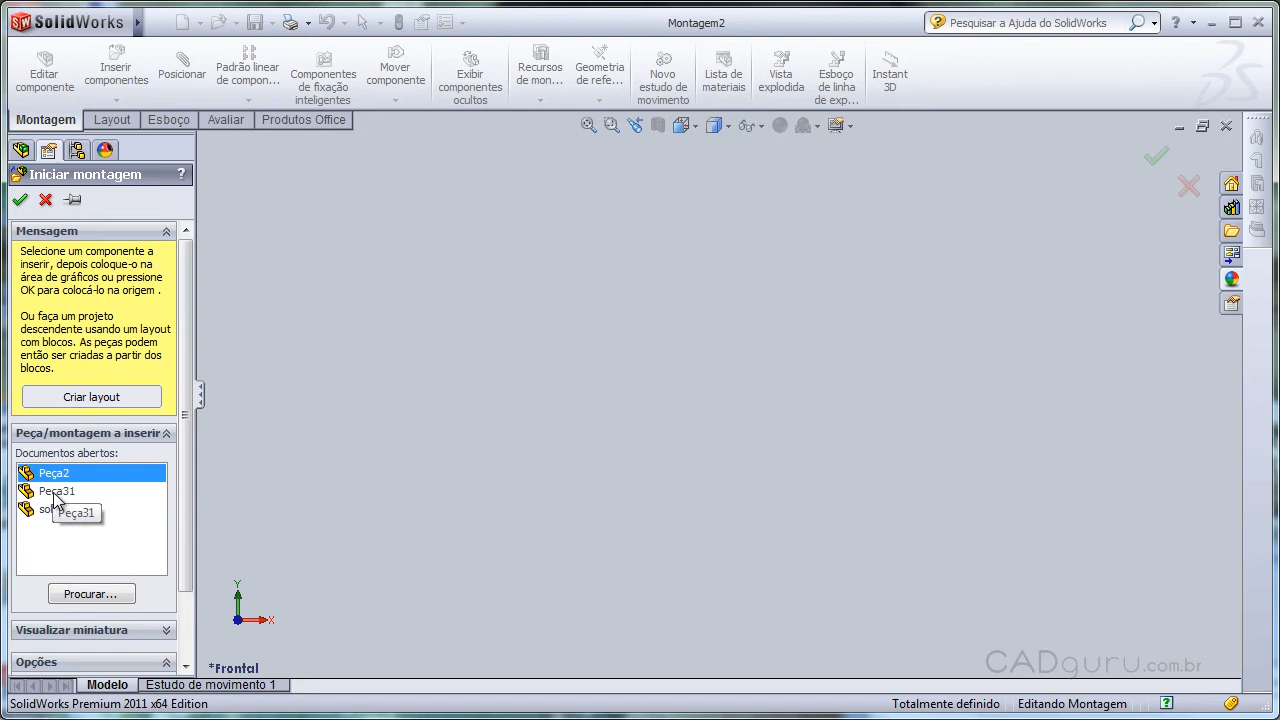 SolidWorks
Montagem2
Pesquisar a Ajuda do SolidWorks
Editar
componente
Inserir
componentes
Posicionar
Padrão linear
de compon...
Componentes
de fixação
inteligentes
Mover
componente
Exibir
componentes
ocultos
Recursos
de mon...
Geometria
de refe...
Novo
estudo de
movimento
Lista de
materiais
Vista
explodida
Esboço
de linha
de exp...
Instant
3D
Montagem
Layout
Esboço
Avaliar
Produtos Office
Iniciar montagem
?
Mensagem
Selecione um componente a
inserir, depois coloque-o na
área de gráficos ou pressione
OK para colocá-lo na origem .
Ou faça um projeto
descendente usando um layout
com blocos. As peças podem
então ser criadas a partir dos
blocos.
Criar layout
Peça/montagem a inserir
Documentos abertos:
Peça2
Peça31
Peça31
Procurar...
Visualizar miniatura
Opções
Y
X
*Frontal
CADguru.com.br
Modelo
Estudo de movimento 1
SolidWorks Premium 2011 x64 Edition
Totalmente definido
Editando Montagem
?